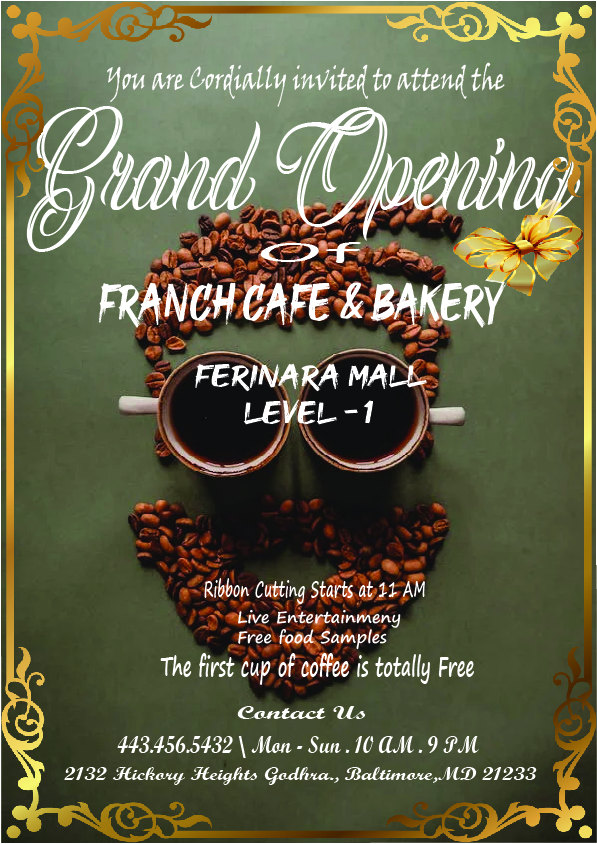 You are Cordially invited to attend the
Grand Opening
Of
FRANCH CAFE & BAKERY
FERINARA MALL
LEVEL - 1
Ribbon Cutting Starts at 11 AM
Live Entertainmeny
Free food Samples
The first cup of coffee is totally Free
Contact Us
443.456.5432 \ Mon - Sun . 10 AM . 9 PM
2132 Hickory Heights Godhra., Baltimore,MD 21233